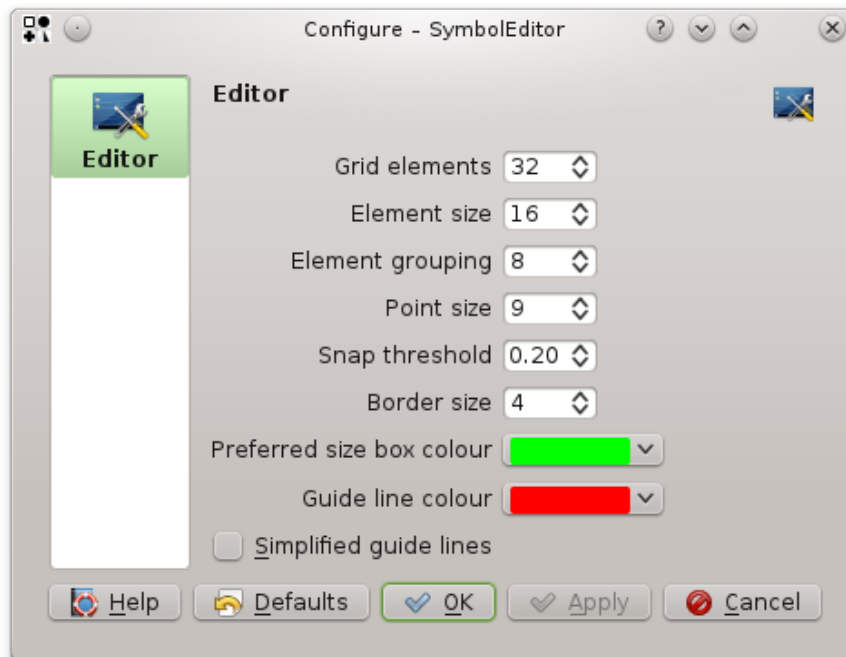 Configure - SymbolEditor
Editor
Editor
Grid elements 32
Element size 16
Element grouping 8
Point size 9
Snap threshold 0.20
Border size 4
Preferred size box colour
Guide line colour
Simplified guide lines
Help Defaults OK Apply Cancel